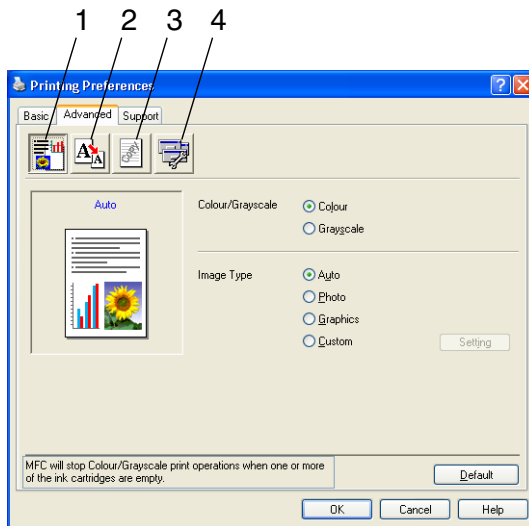 1 2 3 4
Printing Preferences
Basic Advanced Support
A A
Auto
Colour/Grayscale
Colour
Grayscale
Image Type
Auto
Photo
Graphics
Custom
Setting
MFC will stop Colour/Grayscale print operations when one or more
of the ink cartridges are empty.
Default
OK Cancel Help